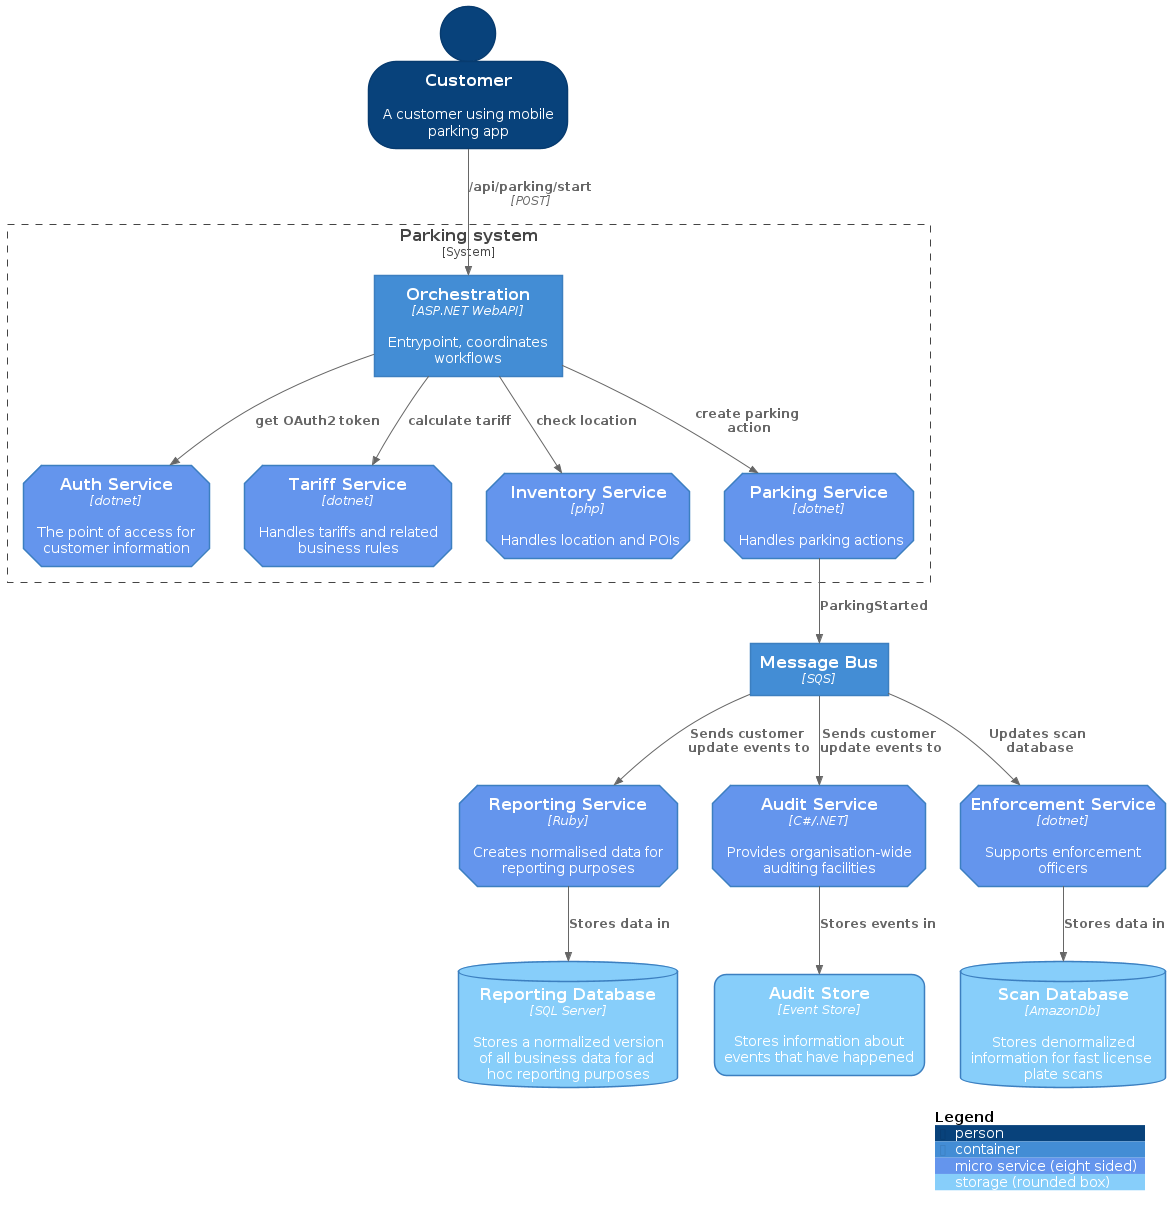 Customer
A customer using mobile
parking app
/api/parking/start
[POST]
Parking system
[System]
Orchestration
[ASP.NET WebAPI]
Entrypoint, coordinates
workflows
get OAuth2 token
calculate tariff
check location
create parking
action
Auth Service
[dotnet]
The point of access for
customer information
Tariff Service
[dotnet]
Handles tariffs and related
business rules
Inventory Service
[php]
Handles location and POIs
Parking Service
[dotnet]
Handles parking actions
ParkingStarted
Message Bus
[SQS]
Sends customer
update events to
Sends customer
update events to
Updates scan
database
Reporting Service
[Ruby]
Creates normalised data for
reporting purposes
Audit Service
[C#/.NET]
Provides organisation-wide
auditing facilities
Enforcement Service
[dotnet]
Supports enforcement
officers
Stores data in
Stores events in
Stores data in
Reporting Database
[SQL Server]
Stores a normalized version
of all business data for ad
hoc reporting purposes
Audit Store
[Event Store]
Stores information about
events that have happened
Scan Database
[AmazonDb]
Stores denormalized
information for fast license
plate scans
Legend
person
container
micro service (eight sided)
storage (rounded box)